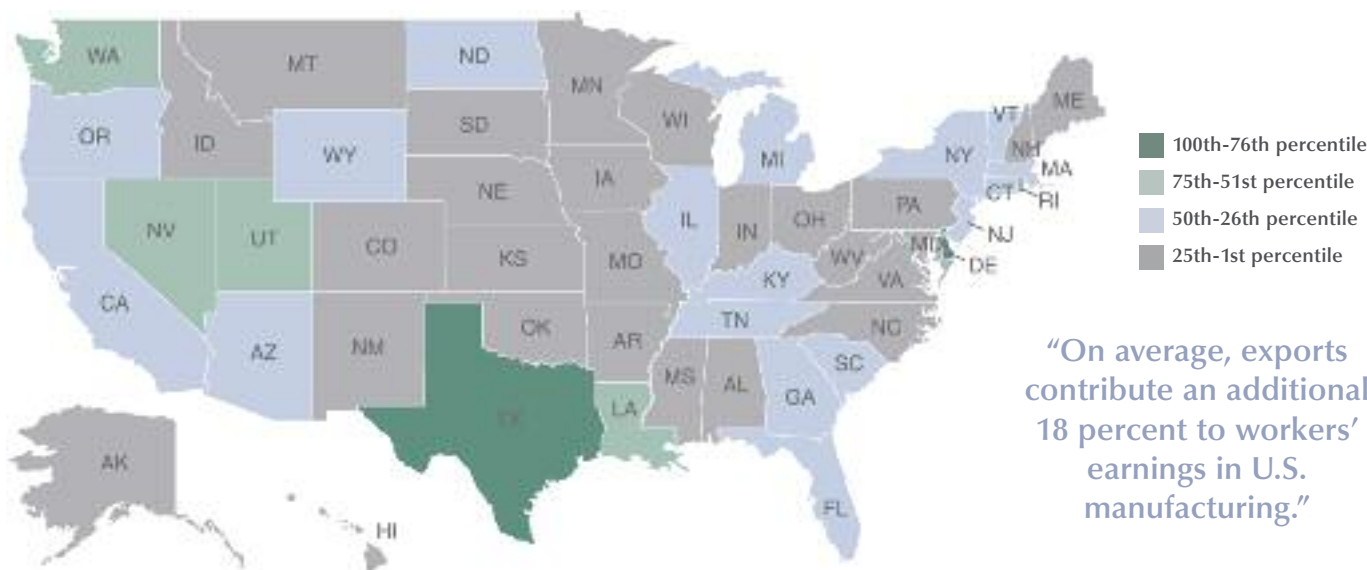 WA
MT
ND
MN
ME
VT
OR
ID
SD
WI
NH
WY
MI
NY
MA
CT
RI
IA
NE
PA
NV
UT
IL
IN
OH
NJ
MD
DE
CO
KS
MO
WV
KY
VA
CA
TN
NC
AZ
NM
OK
AR
SC
MS
AL
GA
TX
LA
AK
HI
FL
100th-76th percentile
75th-51st percentile
50th-26th percentile
25th-1st percentile
“On average, exports
contribute an additional
18 percent to workers’
earnings in U.S.
manufacturing.”